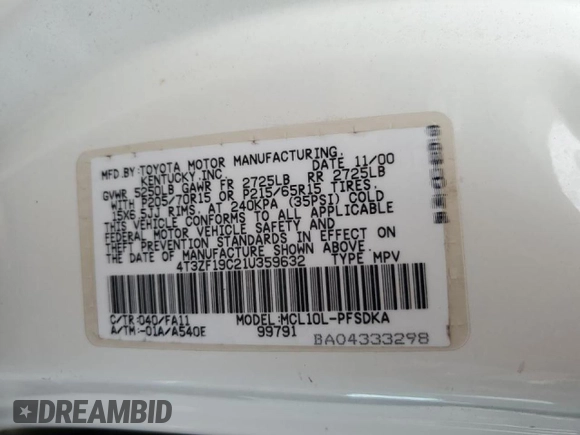 MFD.BY:TOYOTA MOTOR MANUFACTURING,
KENTUCKY,INC. DATE 11/00
GVWR 5250LB GAWR FR 2725LB RR 2725LB
WITH P205/70R15 OR P215/65R15 TIRES,
15X6.5JJ RIMS, AT 240KPA (35PSI) COLD
THIS VEHICLE CONFORMS TO ALL APPLICABLE
FEDERAL MOTOR VEHICLE SAFETY AND
THEFT PREVENTION STANDARDS IN EFFECT ON
DATE OF MANUFACTURE SHOWN ABOVE.
4T3ZF19C21U359632 TYPE MPV
C/TR:040/FA11 MODEL:MCL10L-PFSDKA
A/TM:-01A/A540E 99791
BA04333298
DREAMBID